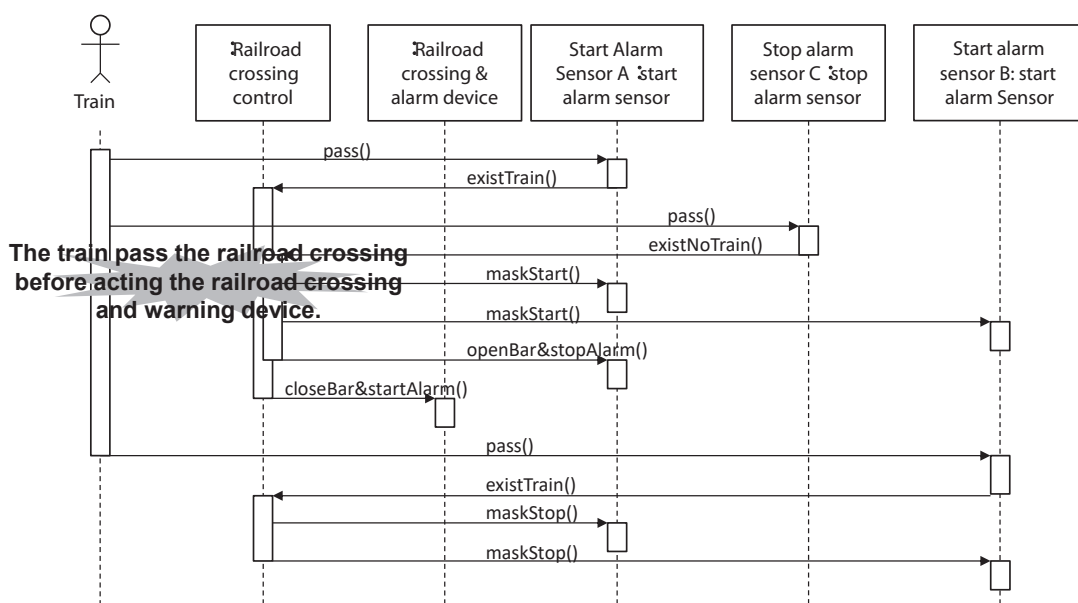 :Railroad
crossing
control
:Railroad
crossing &
alarm device
Start Alarm
Sensor A :start
alarm sensor
Stop alarm
sensor C :stop
alarm sensor
Start alarm
sensor B: start
alarm Sensor
Train
pass()
existTrain()
pass()
existNoTrain()
The train pass the railroad crossing
before acting the railroad crossing
and warning device.
maskStart()
maskStart()
openBar&stopAlarm()
closeBar&startAlarm()
pass()
existTrain()
maskStop()
maskStop()